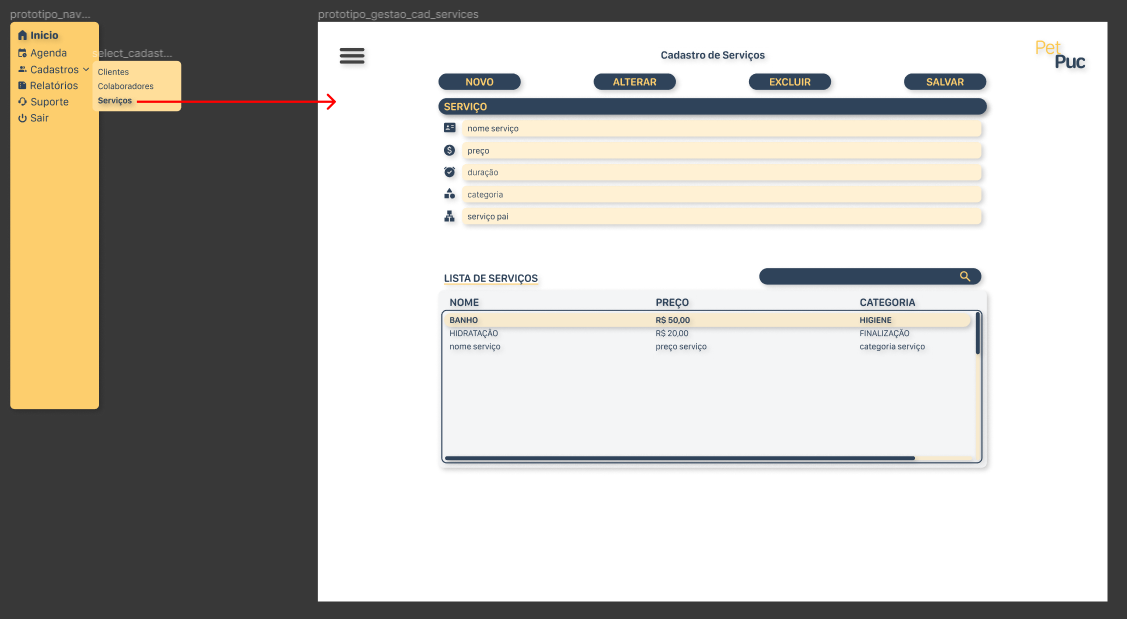 prototipo_nav...
Inicio
Agenda
Cadastros
Relatórios
Suporte
Sair
select_cadast...
Clientes
Colaboradores
Serviços
prototipo_gestao_cad_services
Cadastro de Serviços
Pet
Puc
NOVO ALTERAR EXCLUIR SALVAR
SERVIÇO
nome serviço
preço
duração
categoria
serviço pai
LISTA DE SERVIÇOS
NOME PREÇO CATEGORIA
BANHO R$ 50,00 HIGIENE
HIDRATAÇÃO R$ 20,00 FINALIZAÇÃO
nome serviço preço serviço categoria serviço